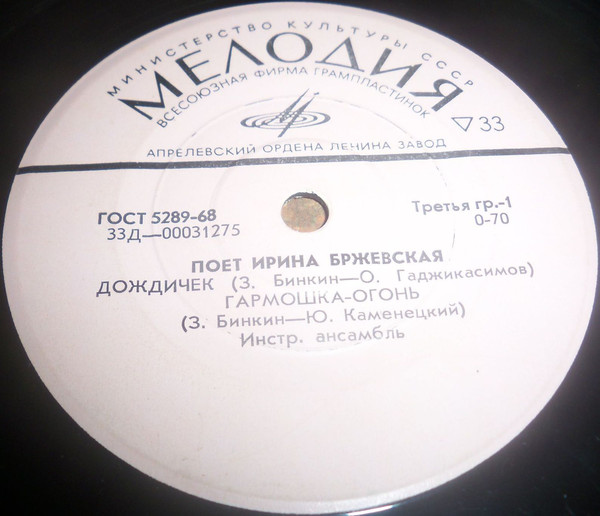 МИНИСТЕРСТВО КУЛЬТУРЫ СССР
МЕЛОДИЯ
ВСЕСОЮЗНАЯ ФИРМА ГРАМПЛАСТИНОК
▽ 33
АПРЕЛЕВСКИЙ ОРДЕНА ЛЕНИНА ЗАВОД
ГОСТ 5289-68
33Д—00031275
Третья гр.-1
0-70
ПОЕТ ИРИНА БРЖЕВСКАЯ
ДОЖДИЧЕК (З. Бинкин—О. Гаджикасимов)
ГАРМОШКА-ОГОНЬ
(З. Бинкин—Ю. Каменецкий)
Инстр. ансамбль